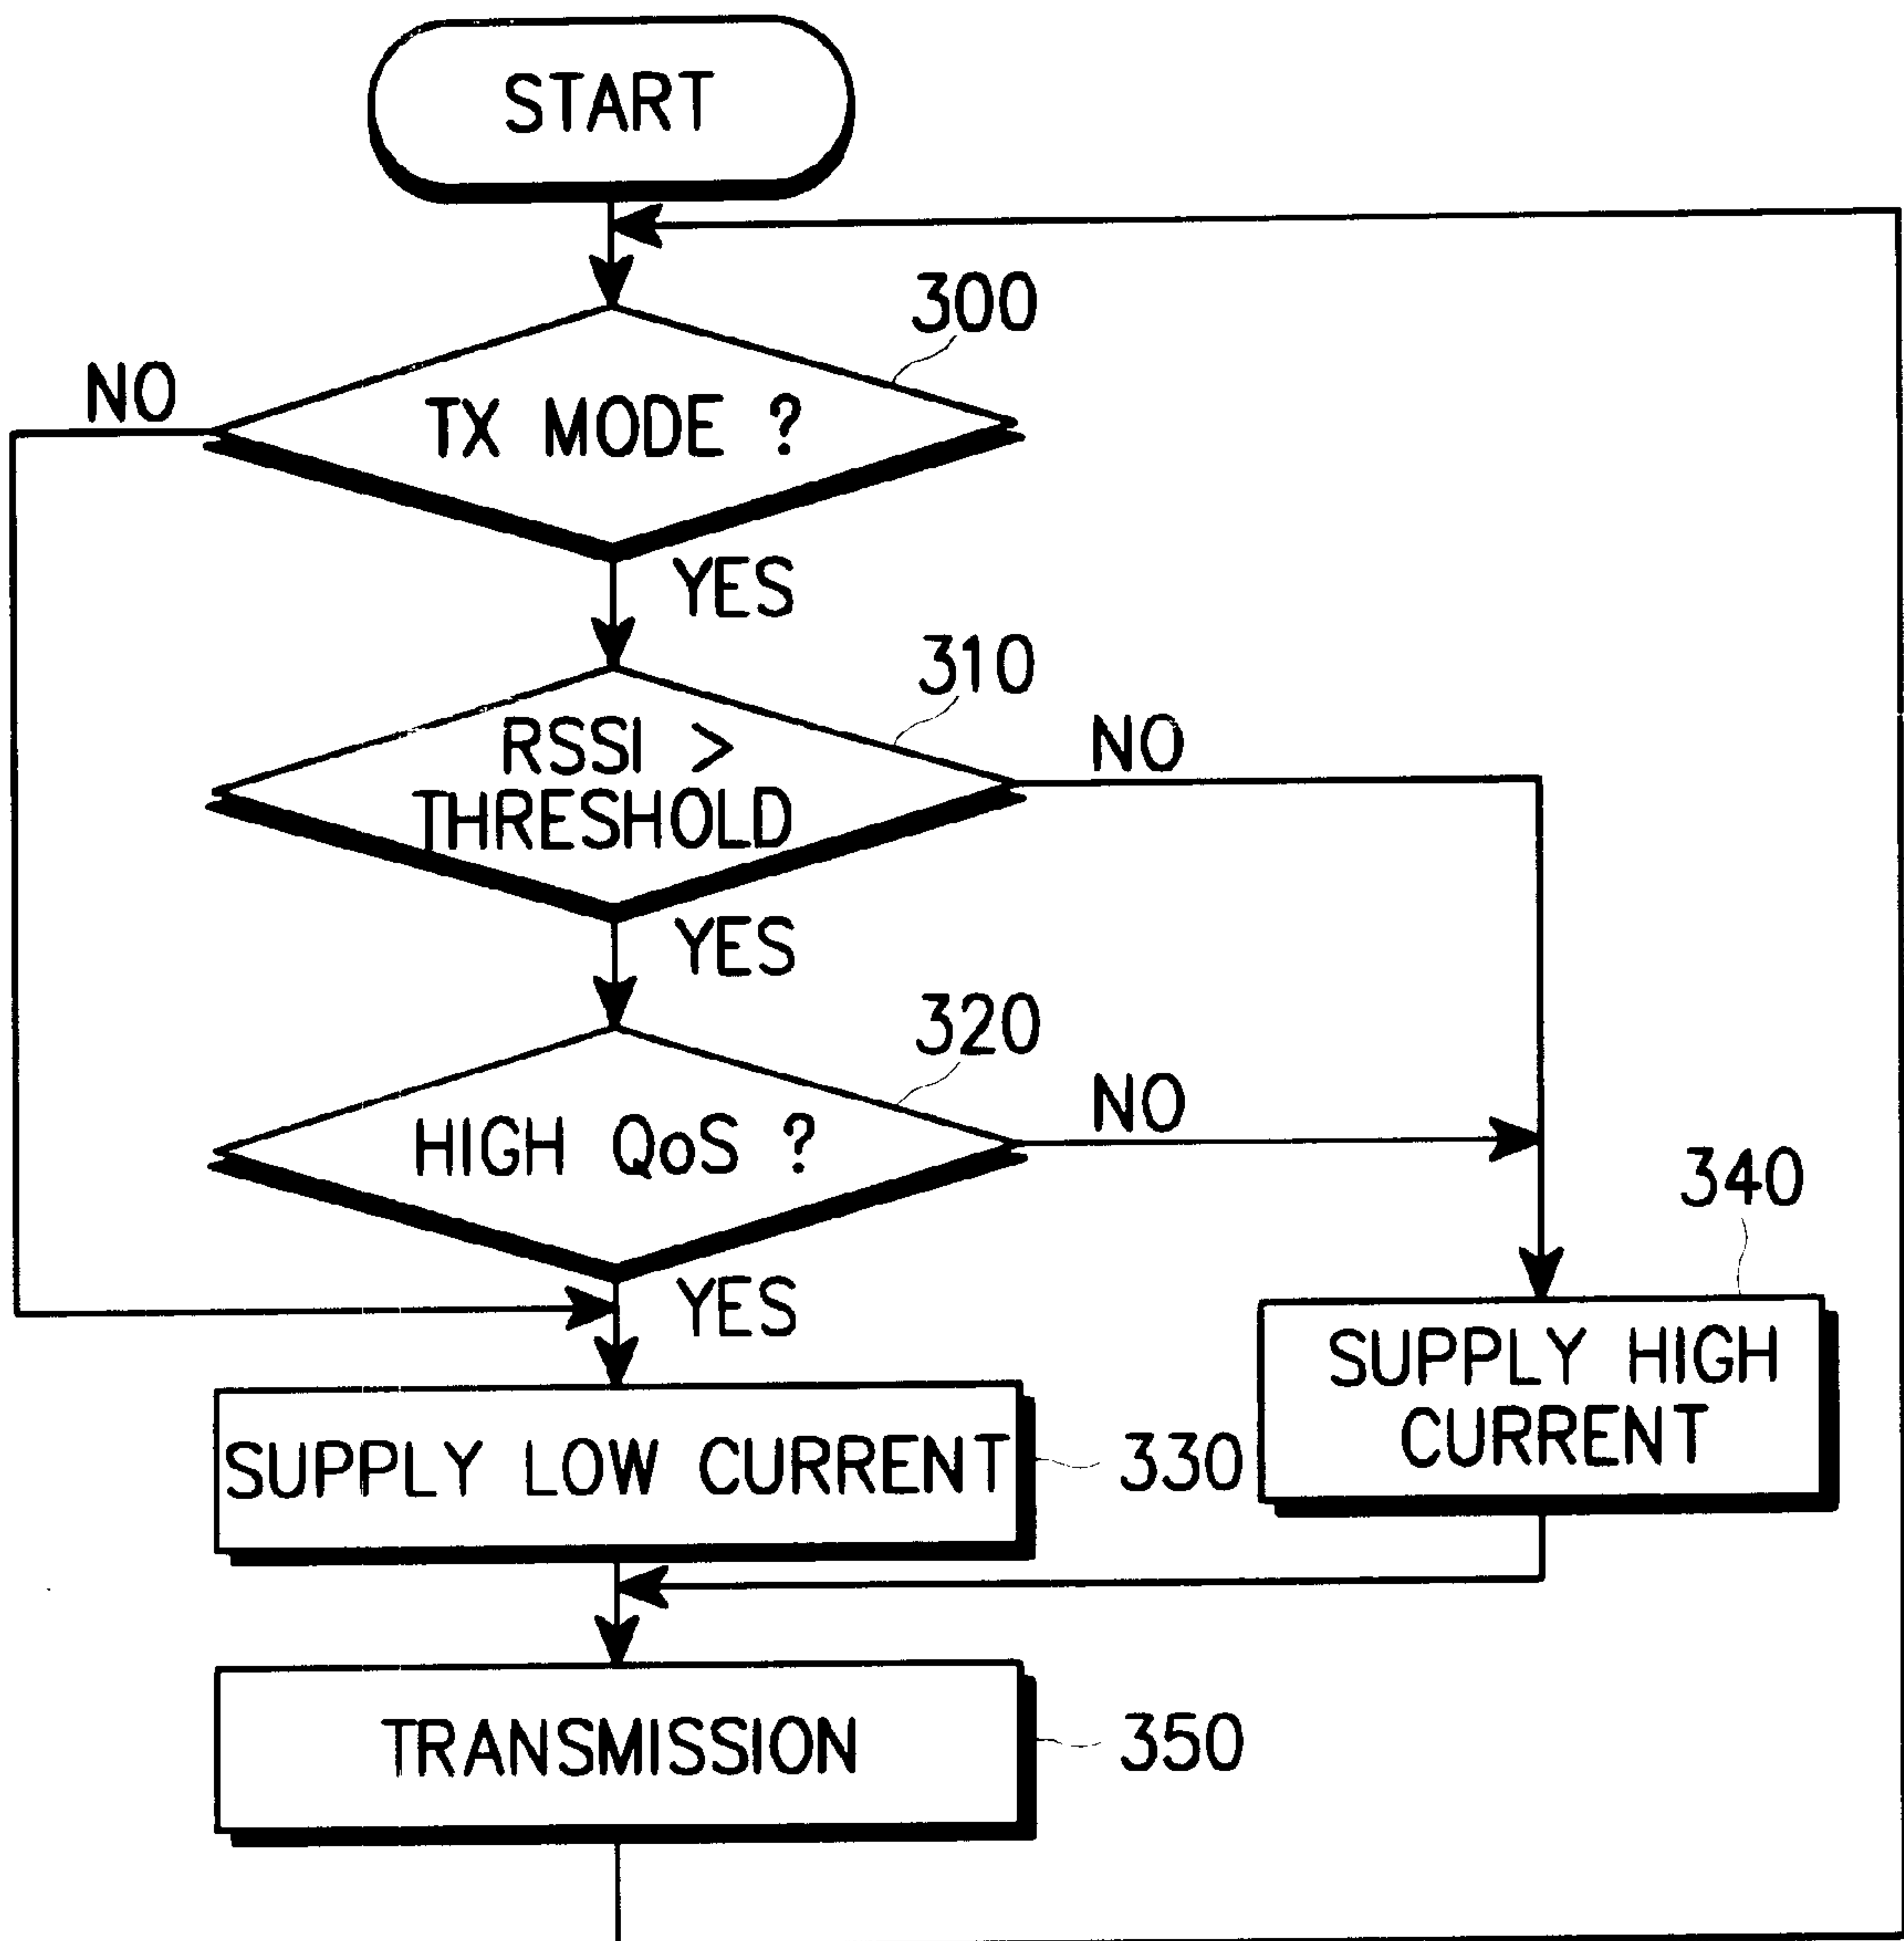 START
300
NO
TX MODE ?
YES
310
RSSI >
THRESHOLD
NO
YES
320
HIGH QoS ?
NO
YES
340
SUPPLY HIGH
CURRENT
SUPPLY LOW CURRENT
330
TRANSMISSION
350